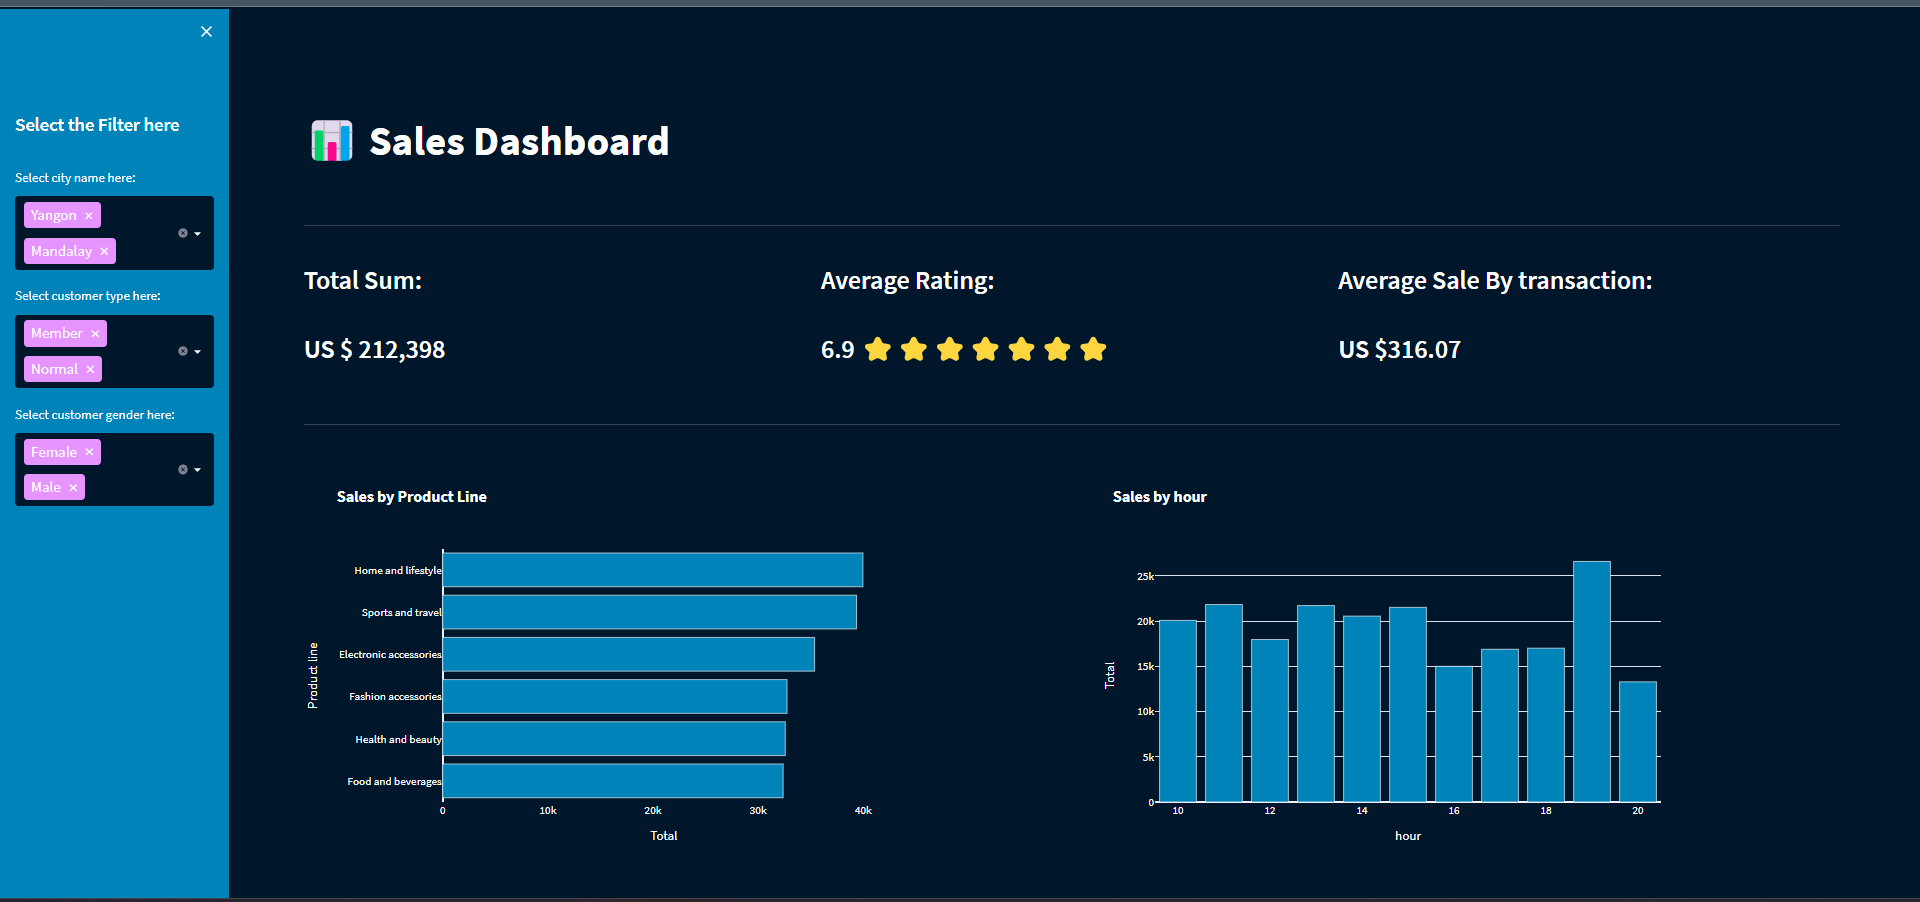 Select the Filter here
Select city name here:
Yangon
Mandalay
Select customer type here:
Member
Normal
Select customer gender here:
Female
Male
Sales Dashboard
Total Sum:
US $ 212,398
Average Rating:
6.9
Average Sale By transaction:
US $316.07
Sales by Product Line
Product line
Home and lifestyle
Sports and travel
Electronic accessories
Fashion accessories
Health and beauty
Food and beverages
0 10k 20k 30k 40k
Total
Sales by hour
Total
25k
20k
15k
10k
5k
0
10 12 14 16 18 20
hour